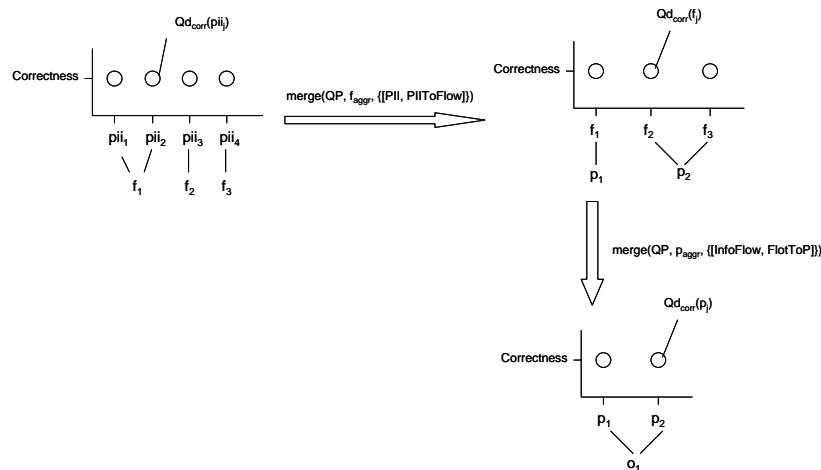 Qd_corr(pii_j)
Correctness
pii_1 pii_2 pii_3 pii_4
f_1 f_2 f_3
merge(QP, f_aggr, {[PII, PIIToFlow]})
Qd_corr(f_j)
Correctness
f_1 f_2 f_3
p_1 p_2
merge(QP, p_aggr, {[InfoFlow, FlotToP]})
Qd_corr(p_j)
Correctness
p_1 p_2
o_1